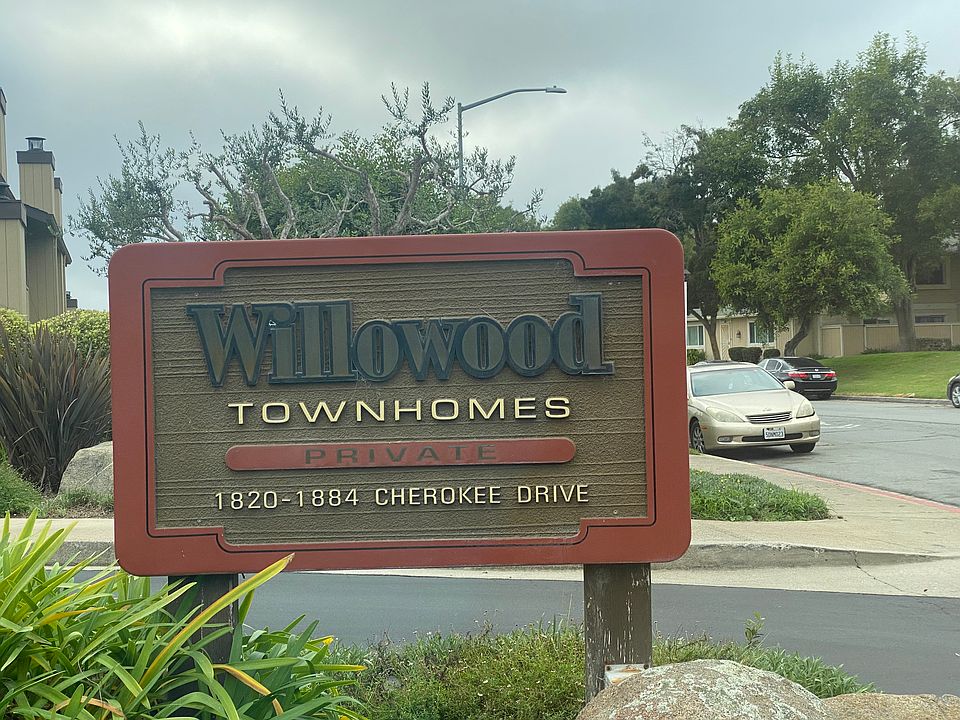 Willowood
TOWNHOMES
PRIVATE
1820-1884 CHEROKEE DRIVE